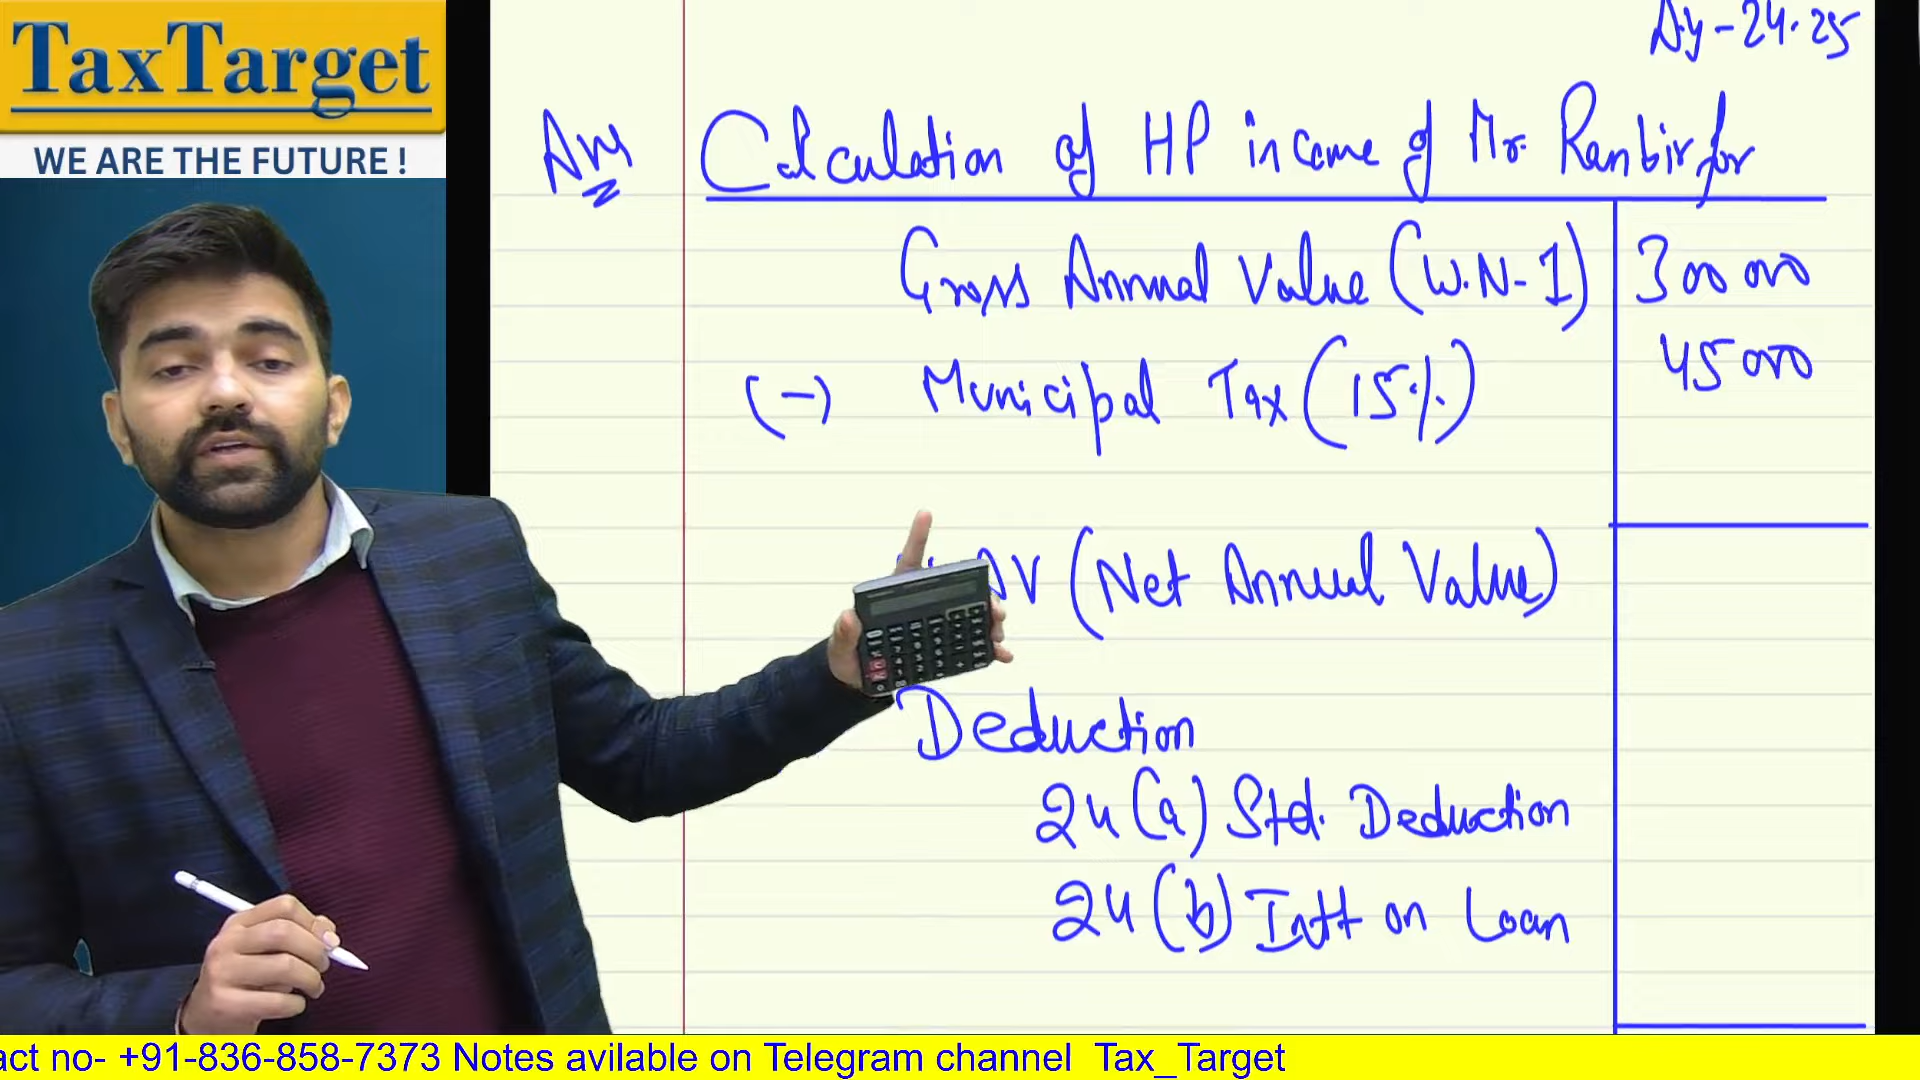 TaxTarget
WE ARE THE FUTURE !
Ay-24-25
Ans Calculation of HP income of Mr. Ranbir for
Gross Annual Value (W.N-1) 300000
(-) Municipal Tax (15%) 45000
AV (Net Annual Value)
Deduction
24 (a) Std. Deduction
24 (b) Intt on Loan
act no- +91-836-858-7373 Notes avilable on Telegram channel Tax_Target